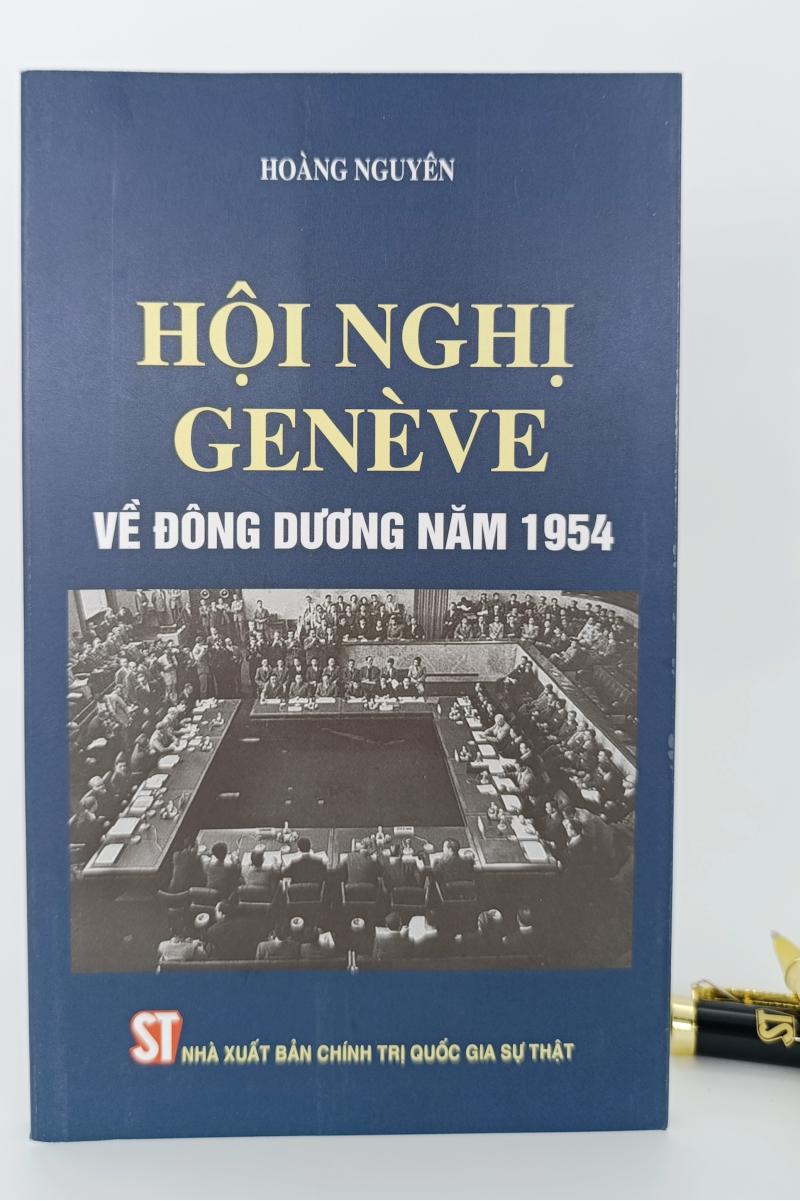 HOÀNG NGUYÊN
HỘI NGHỊ
GENÈVE
VỀ ĐÔNG DƯƠNG NĂM 1954
ST NHÀ XUẤT BẢN CHÍNH TRỊ QUỐC GIA SỰ THẬT
ST